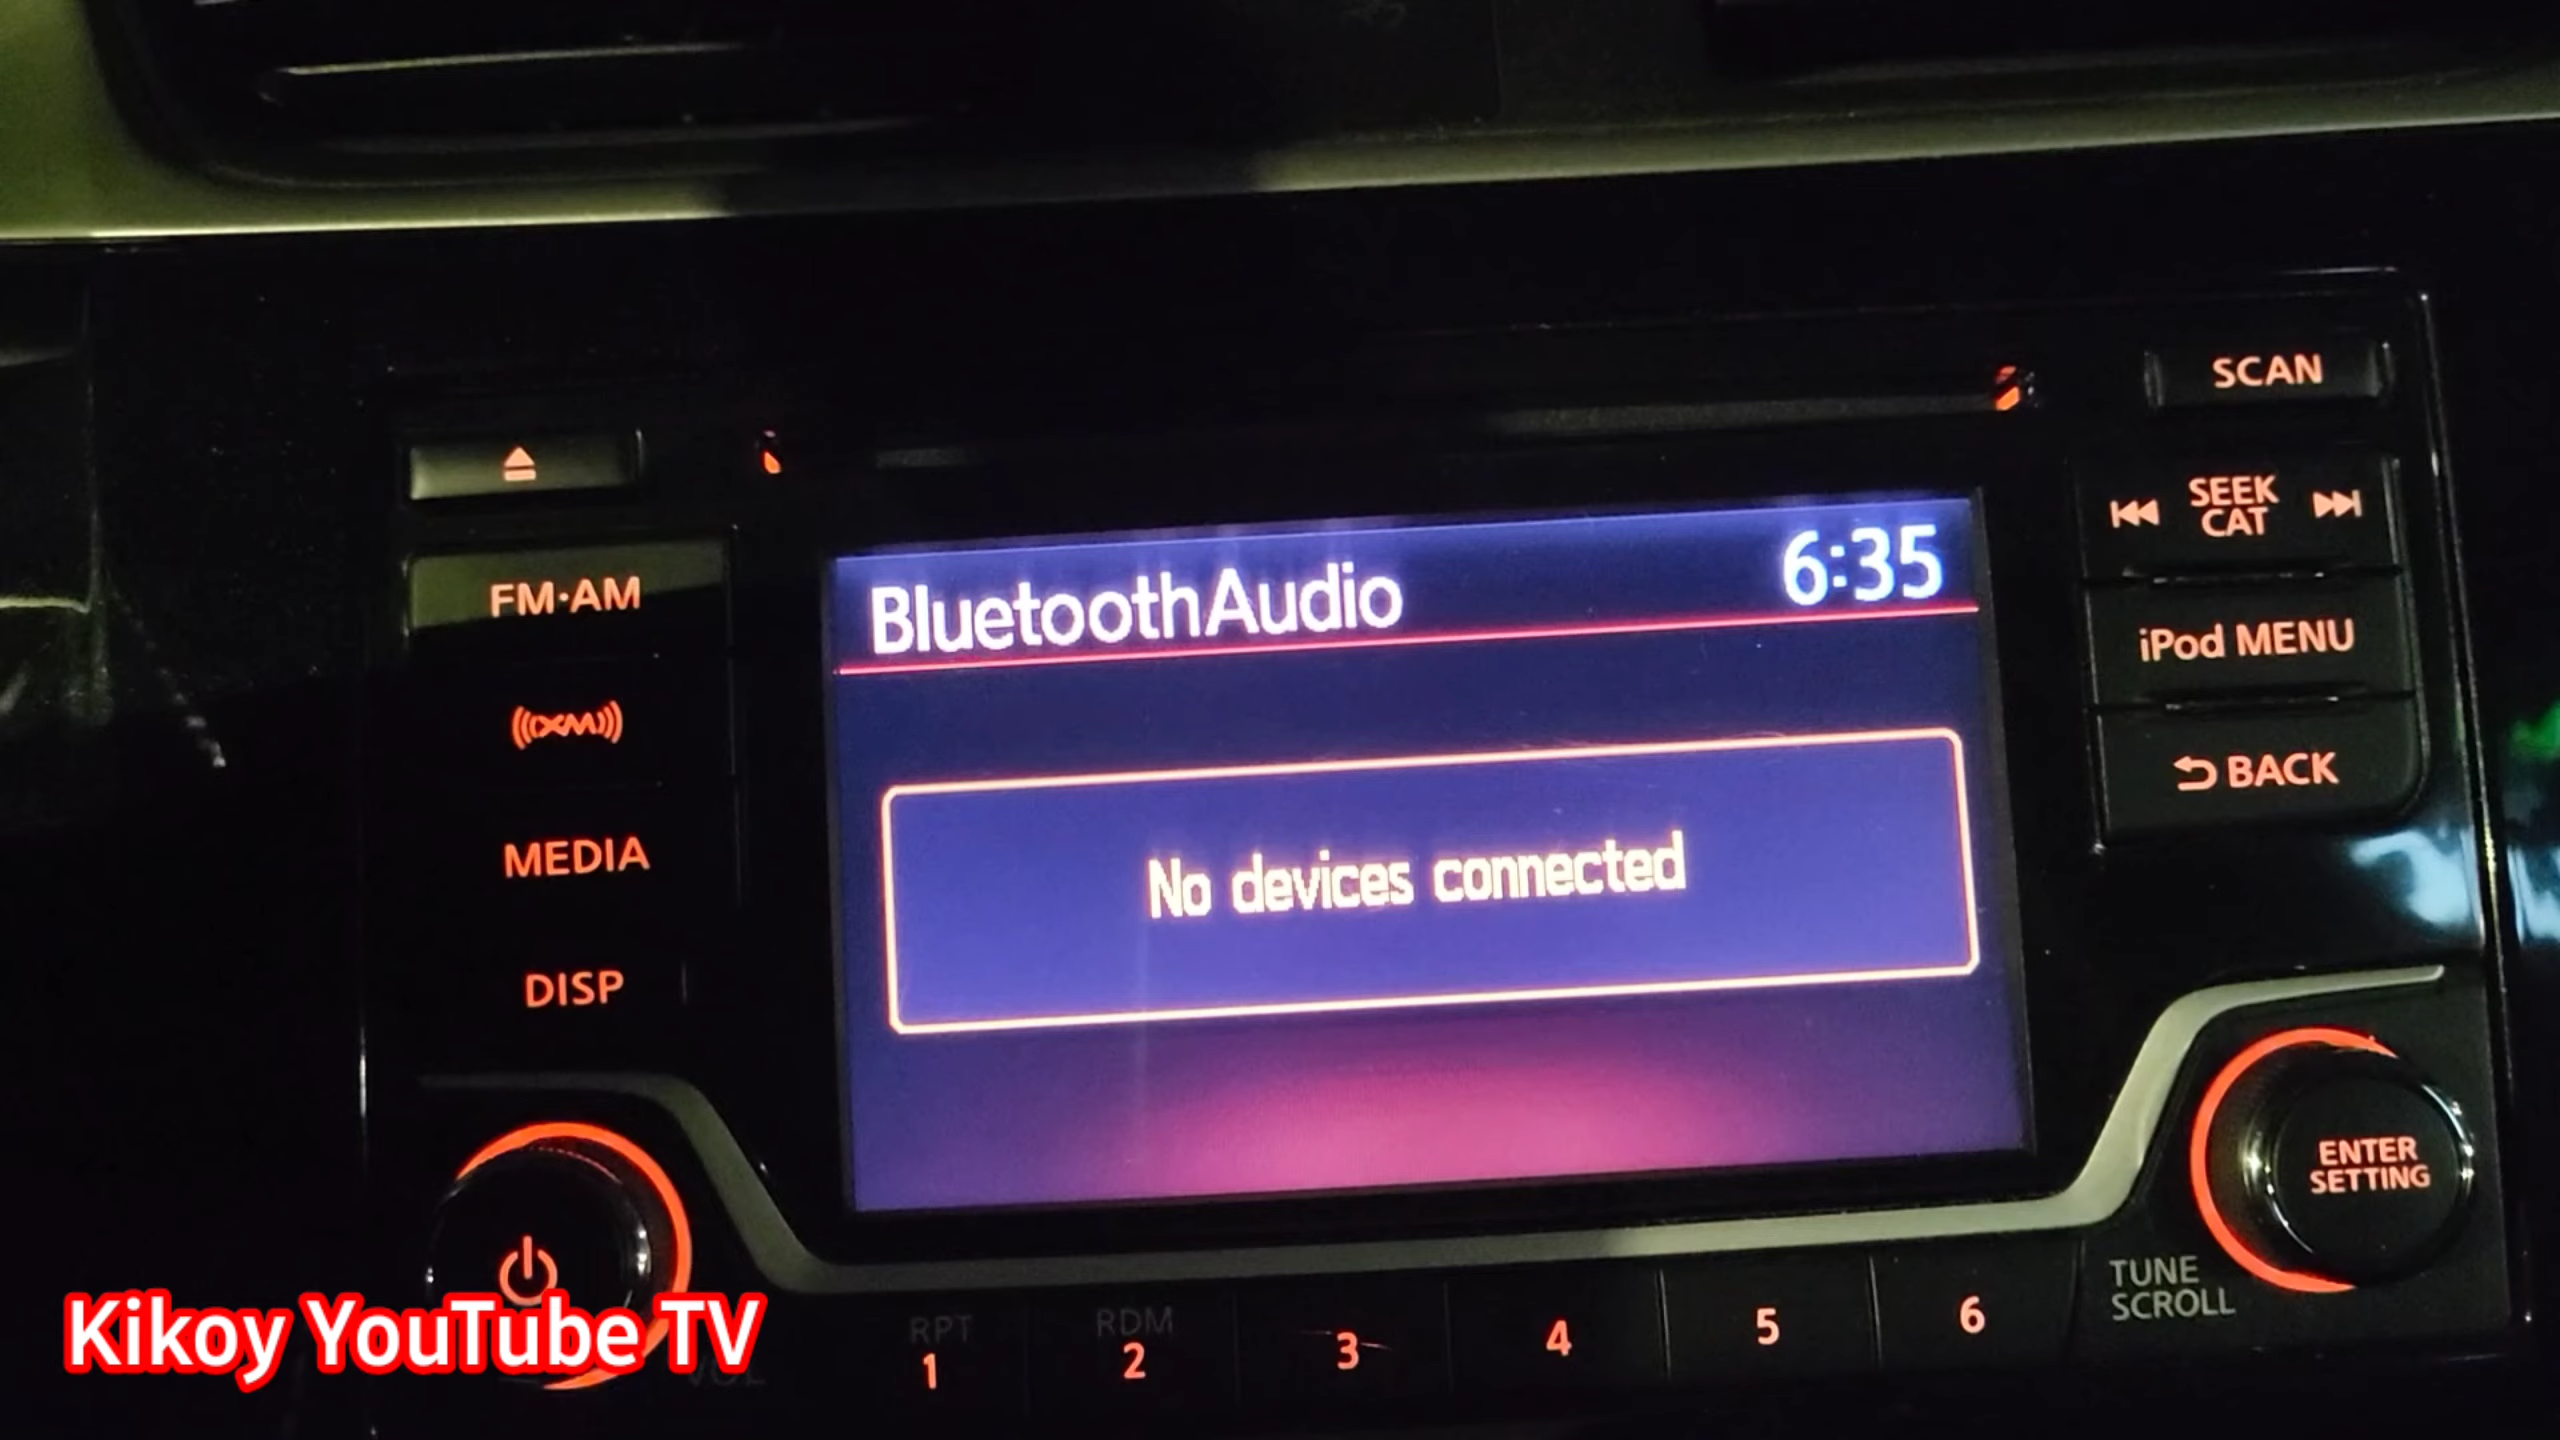 SCAN
SEEK
CAT
FM·AM
BluetoothAudio 6:35
iPod MENU
XM
BACK
MEDIA
No devices connected
DISP
ENTER
SETTING
TUNE
SCROLL
RPT
1
RDM
2
3
4
5
6
VOL
Kikoy YouTube TV